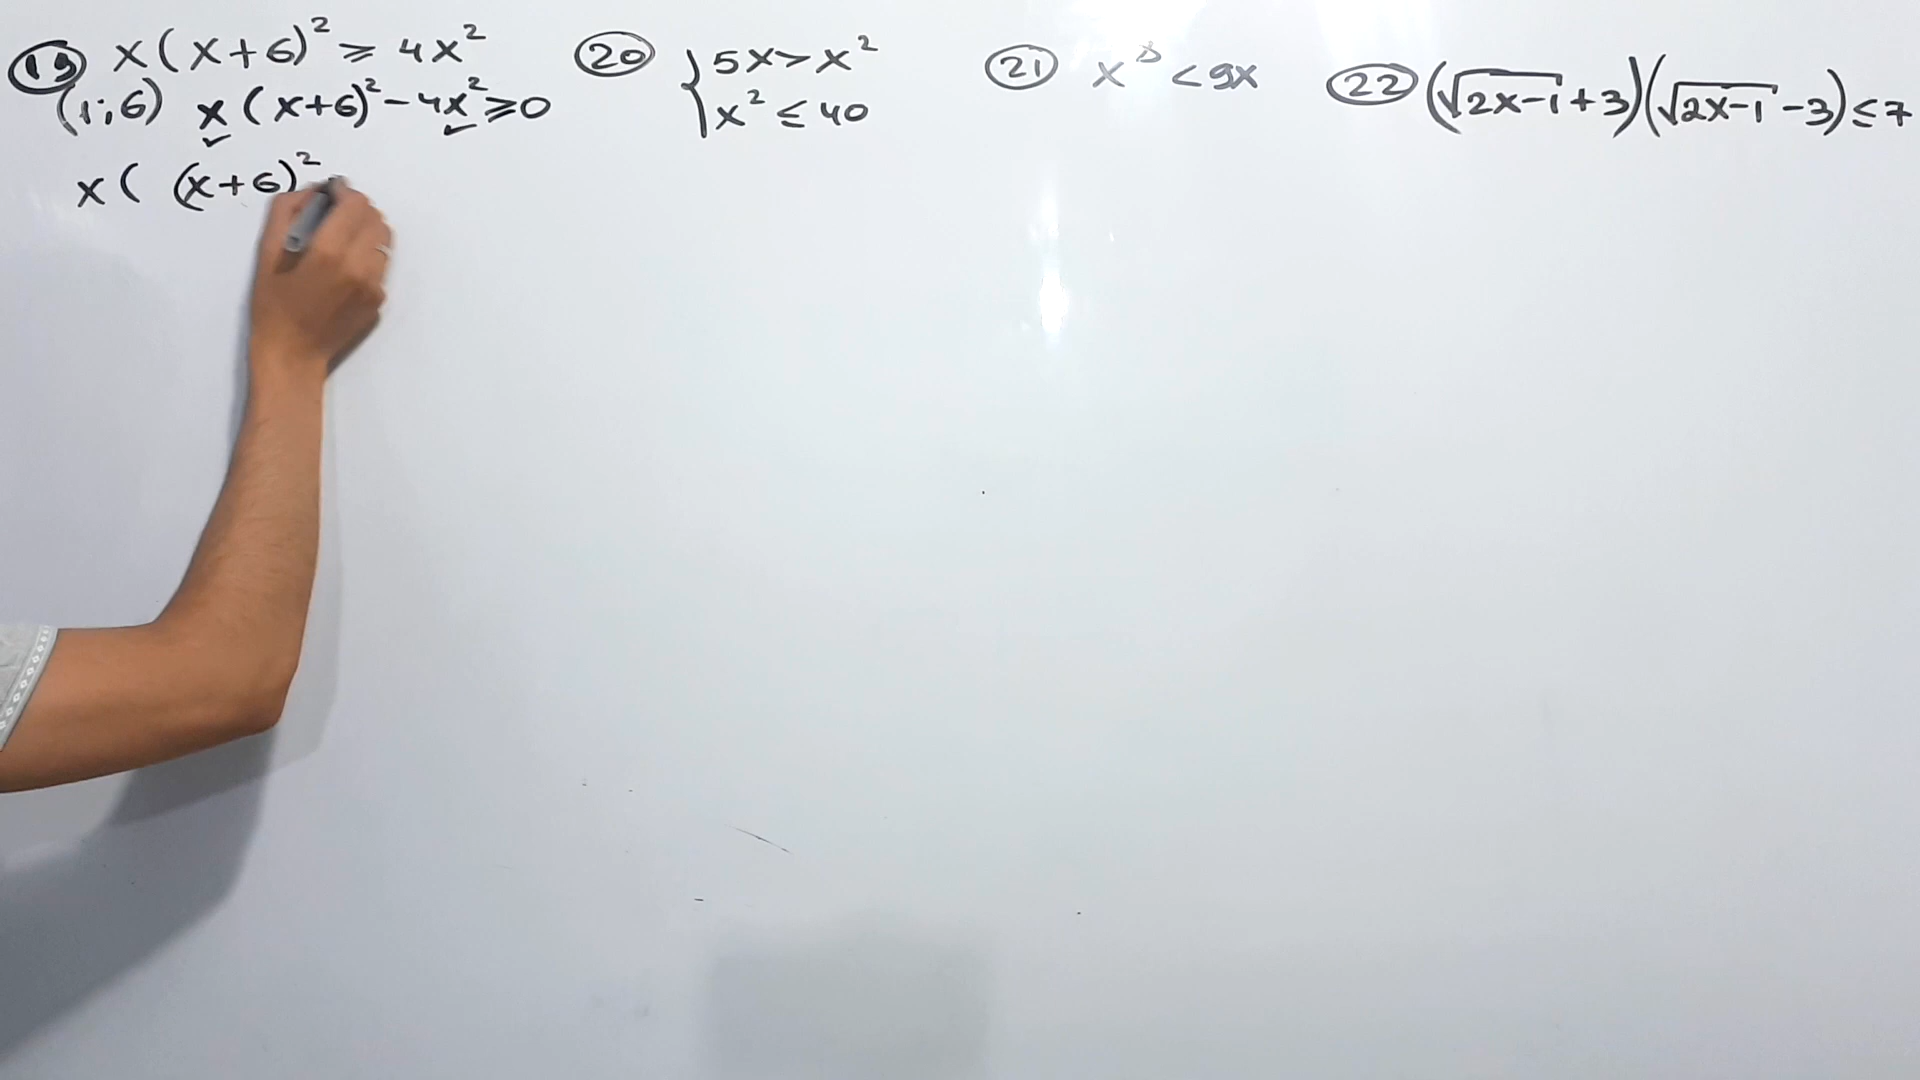 19 x(x+6)² ≥ 4x²
(1;6) x(x+6)² - 4x² ≥ 0
x( (x+6)²
20 { 5x > x²
x² ≤ 40
21 x³ < 9x
22 (√2x-1 + 3)(√2x-1 - 3) ≤ 7